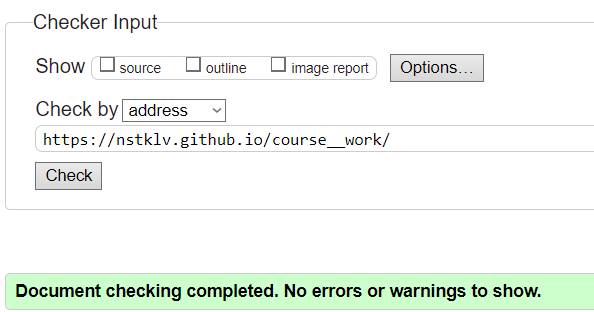 Checker Input
Show source outline image report Options...
Check by address
https://nstklv.github.io/course__work/
Check
Document checking completed. No errors or warnings to show.